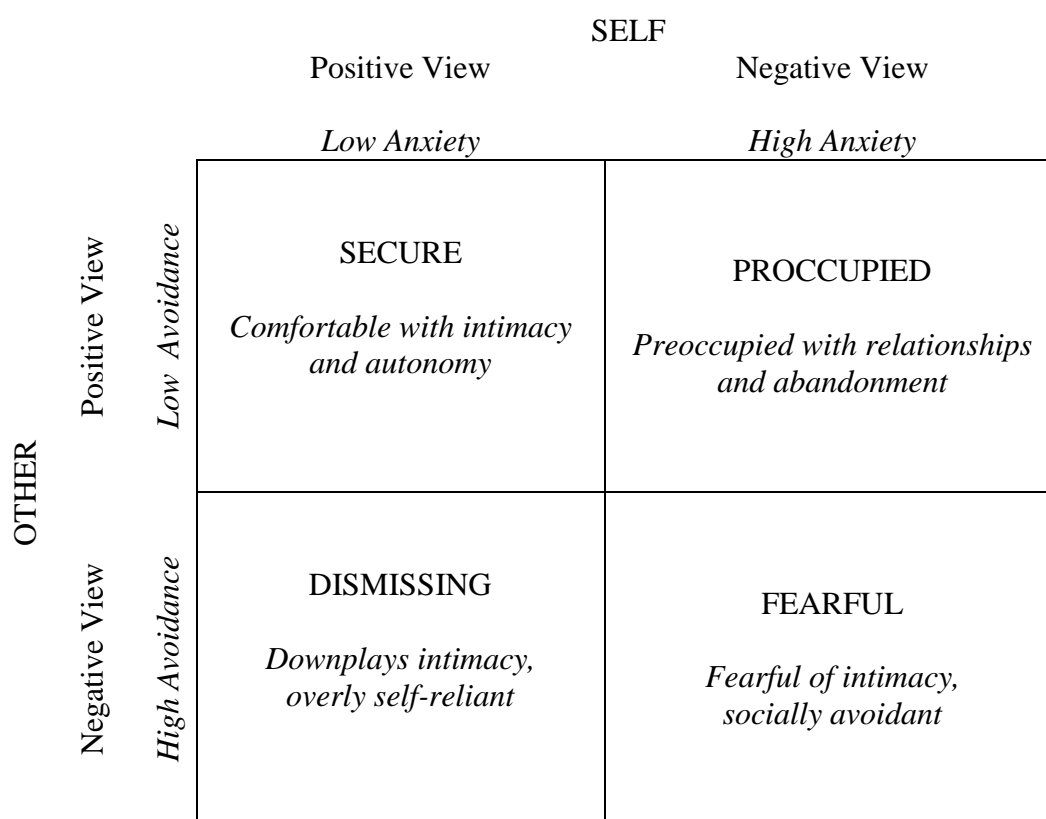 SELF
Positive View Negative View
Low Anxiety High Anxiety
OTHER
Positive View
Low Avoidance
SECURE
Comfortable with intimacy
and autonomy
PROCCUPIED
Preoccupied with relationships
and abandonment
Negative View
High Avoidance
DISMISSING
Downplays intimacy,
overly self-reliant
FEARFUL
Fearful of intimacy,
socially avoidant